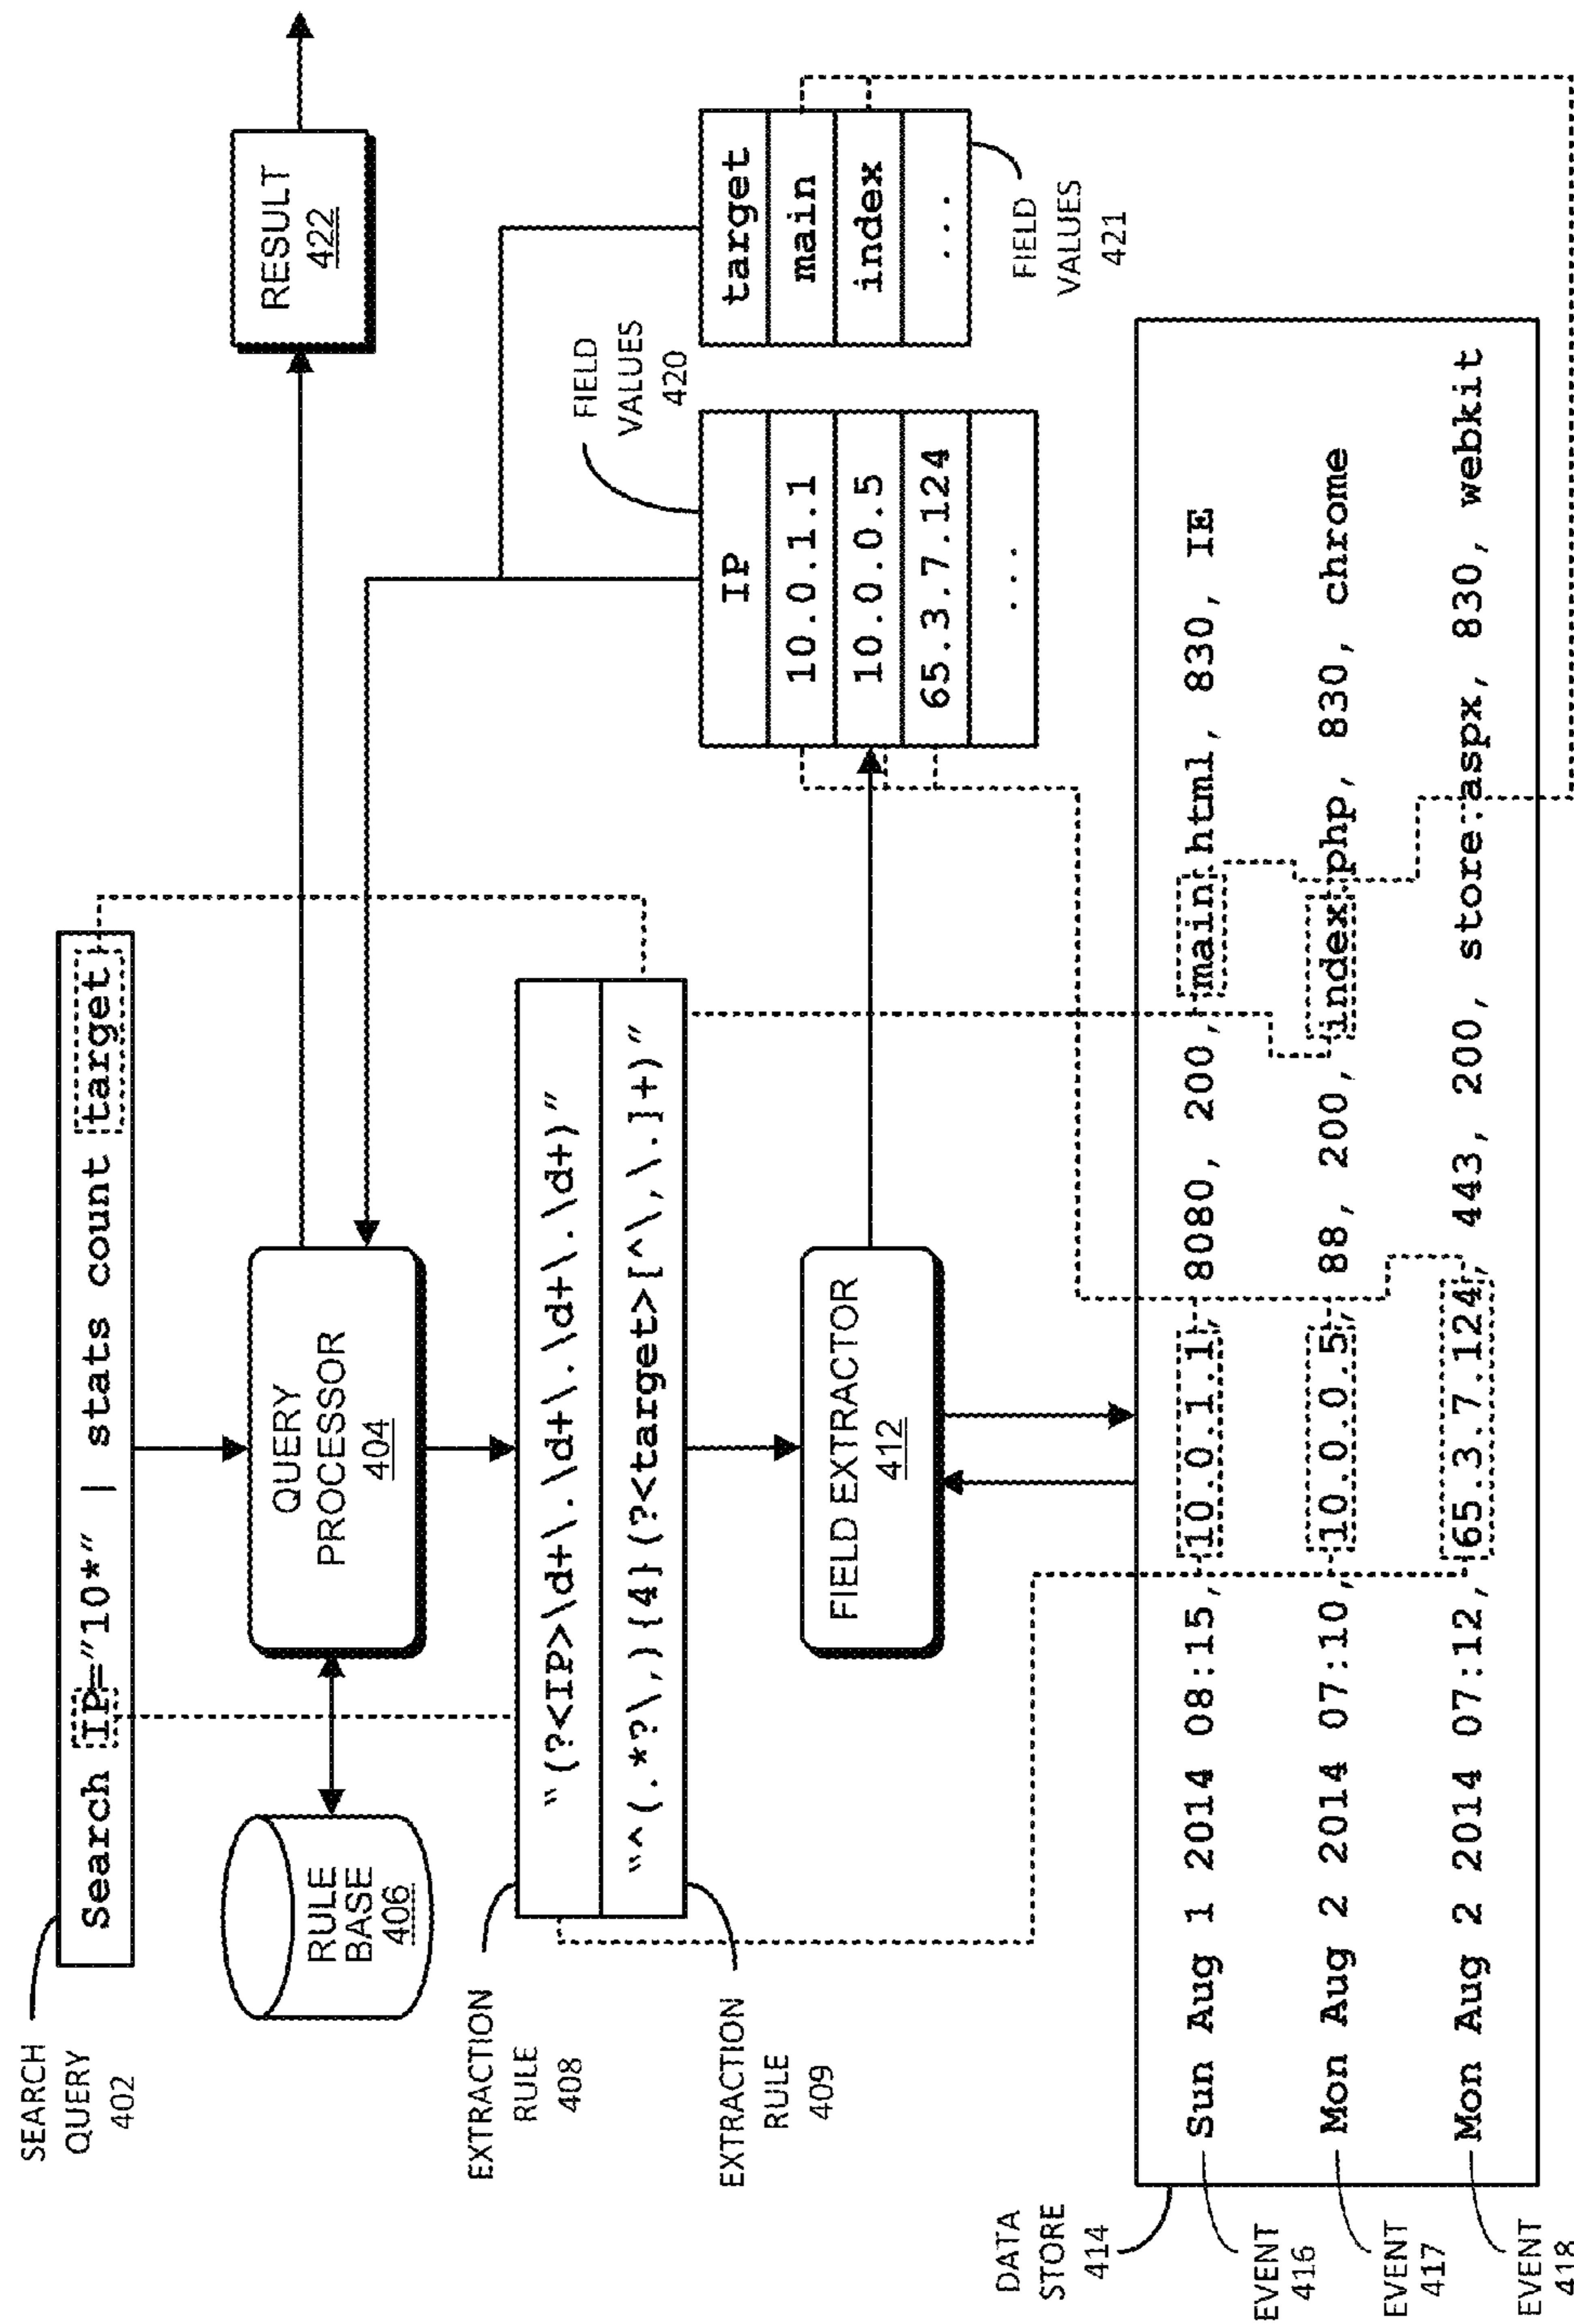 SEARCH
QUERY
402
Search IP="10*" | stats count target
RULE
BASE
406
QUERY
PROCESSOR
404
RESULT
422
EXTRACTION
RULE
408
"(?<IP>\d+\.\d+\.\d+\.\d+)"
"^(.*?\,){4}(?<target>[^\,\.]+)"
EXTRACTION
RULE
409
FIELD EXTRACTOR
412
FIELD
VALUES
420
IP
10.0.1.1
10.0.0.5
65.3.7.124
...
target
main
index
...
FIELD
VALUES
421
DATA
STORE
414
EVENT
416
Sun Aug 1 2014 08:15, 10.0.1.1, 8080, 200, main.html, 830, IE
EVENT
417
Mon Aug 2 2014 07:10, 10.0.0.5, 88, 200, index.php, 830, chrome
EVENT
418
Mon Aug 2 2014 07:12, 65.3.7.124, 443, 200, store.aspx, 830, webkit